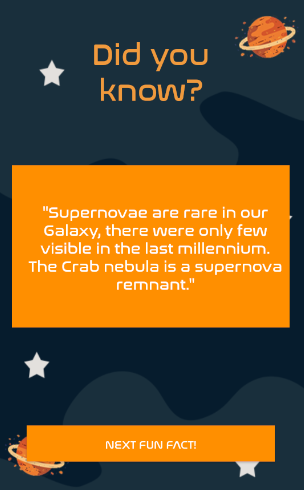 Did you
know?
"Supernovae are rare in our
Galaxy, there were only few
visible in the last millennium.
The Crab nebula is a supernova
remnant."
NEXT FUN FACT!